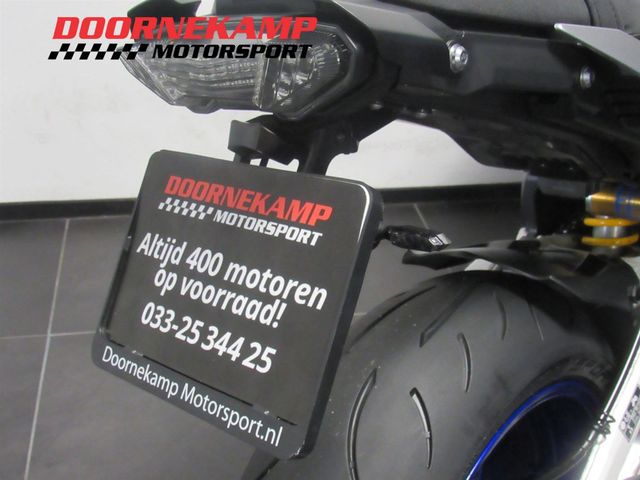 DOORNEKAMP
MOTORSPORT
DOORNEKAMP
MOTORSPORT
Altijd 400 motoren
op voorraad!
033-25 344 25
Doornekamp Motorsport.nl